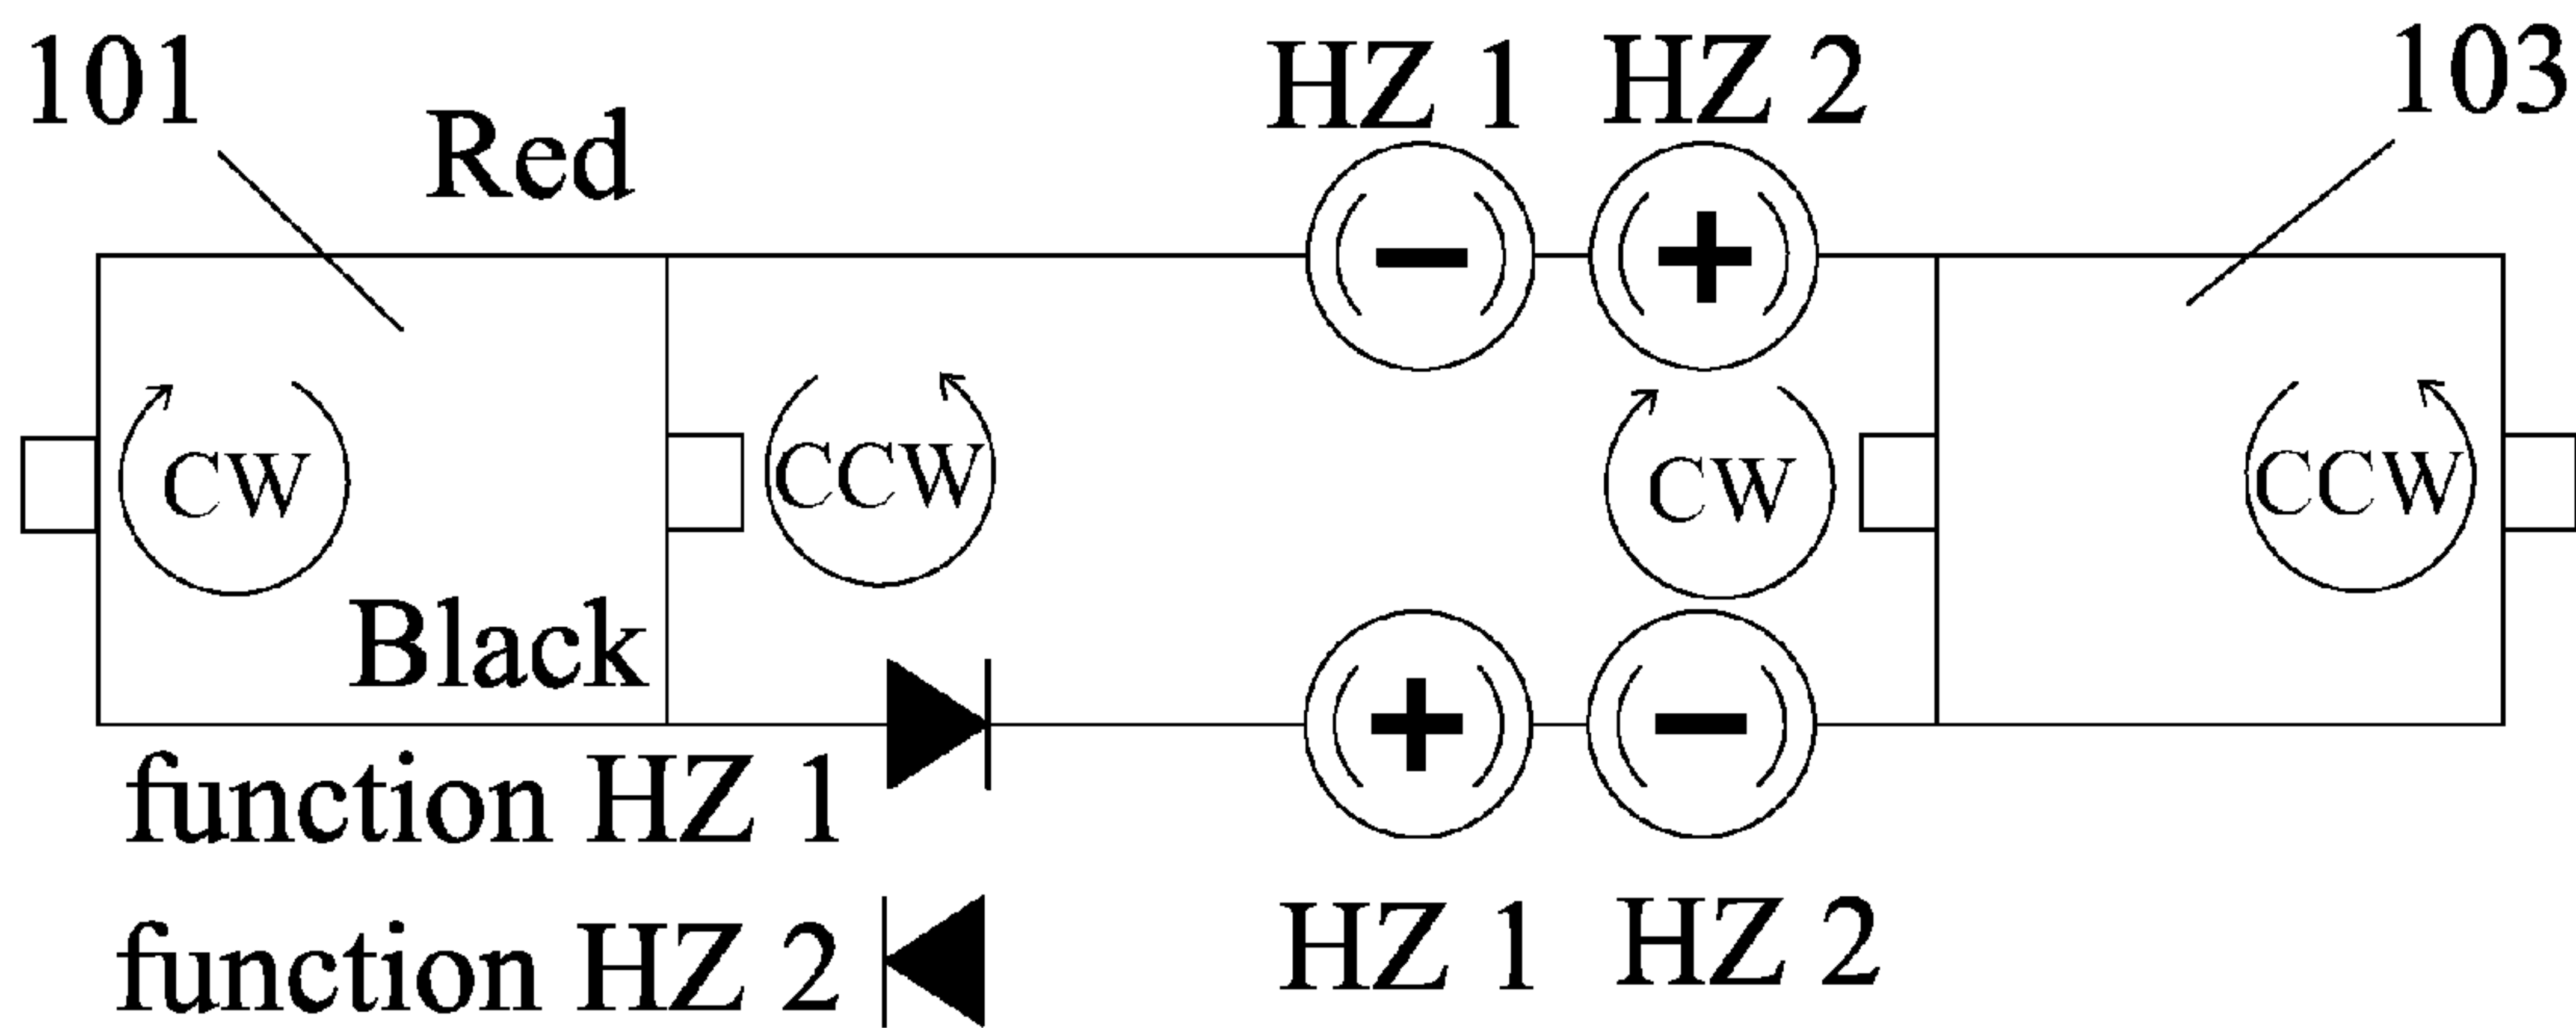 101
Red
HZ 1 HZ 2
103
− +
CW
CCW
CW
CCW
Black
+ −
function HZ 1
function HZ 2
HZ 1 HZ 2